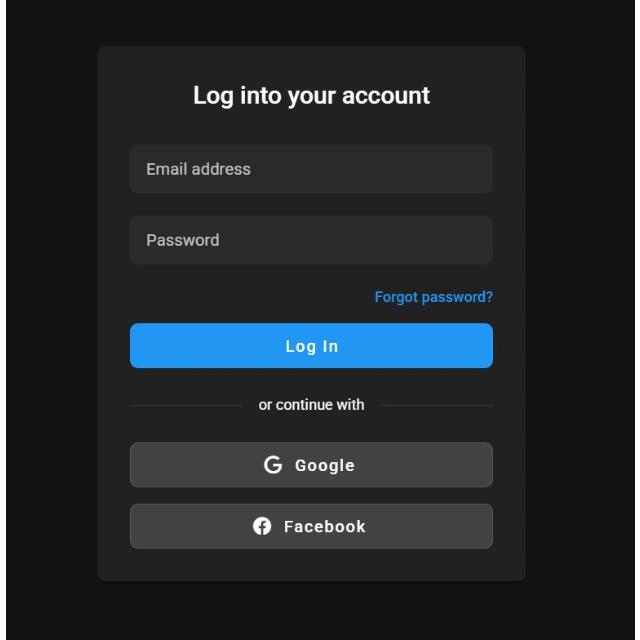 Log into your account
Email address
Password
Forgot password?
Log In
or continue with
Google
Facebook